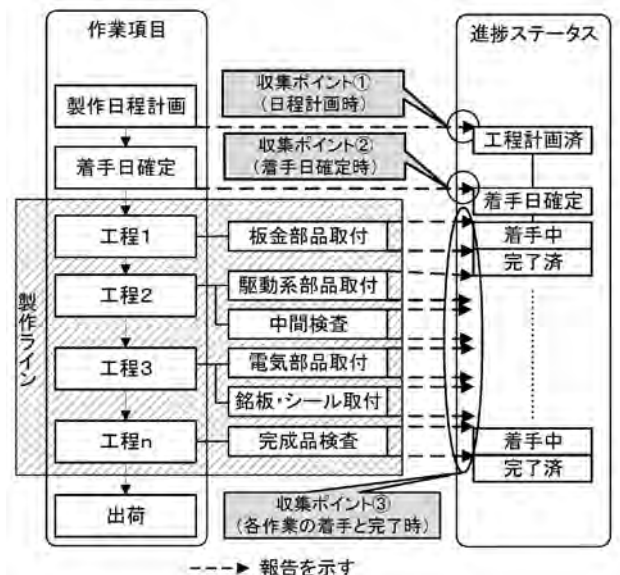 作業項目
進捗ステータス
収集ポイント①
(日程計画時)
製作日程計画
工程計画済
収集ポイント②
(着手日確定時)
着手日確定
着手日確定
製作ライン
工程1
板金部品取付
着手中
完了済
工程2
駆動系部品取付
中間検査
工程3
電気部品取付
銘板・シール取付
工程n
完成品検査
着手中
完了済
出荷
収集ポイント③
(各作業の着手と完了時)
報告を示す